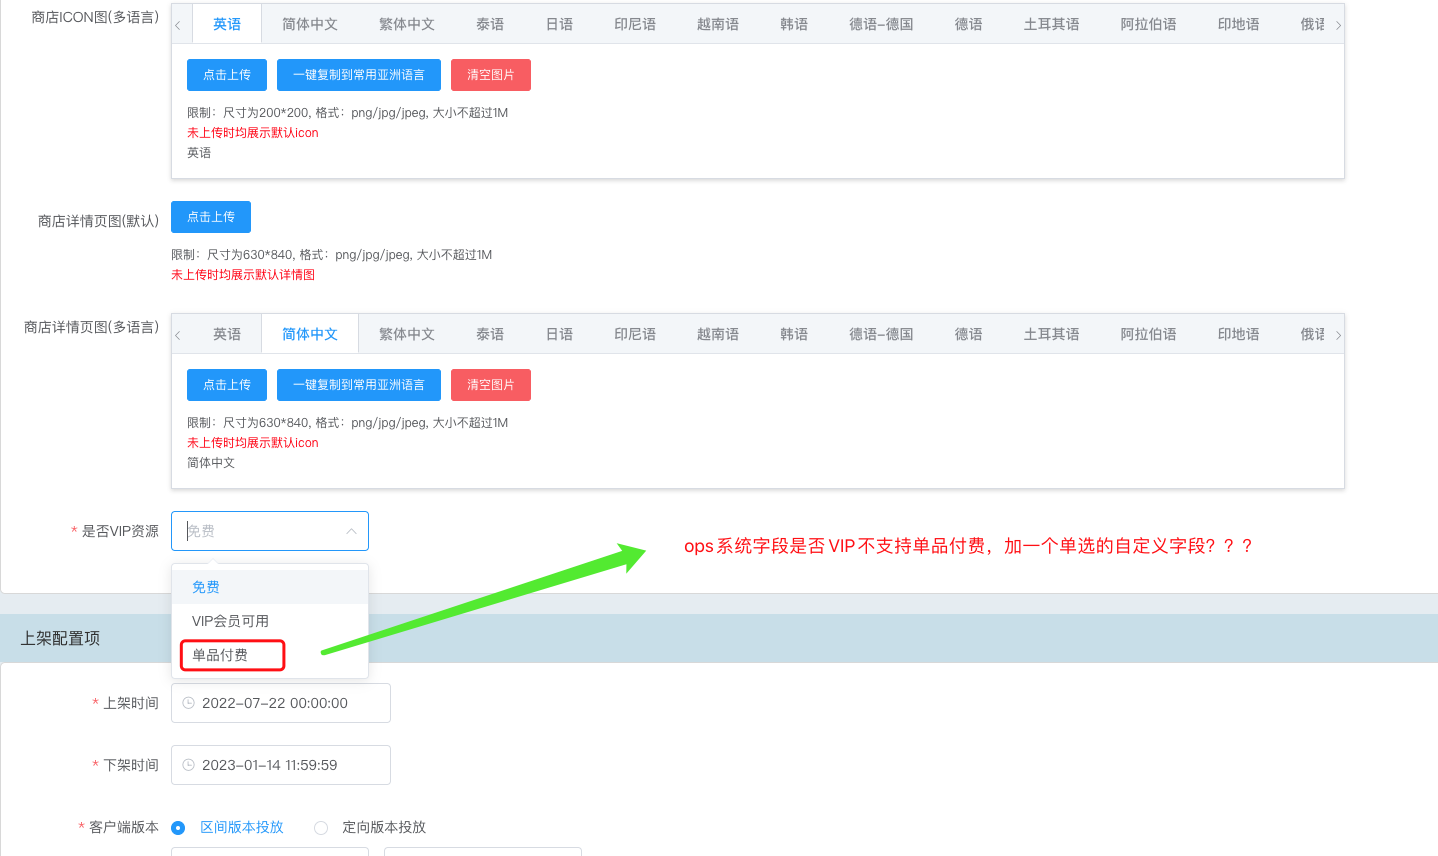 商店ICON图(多语言)
英语 简体中文 繁体中文 泰语 日语 印尼语 越南语 韩语 德语-德国 德语 土耳其语 阿拉伯语 印地语 俄语
点击上传 一键复制到常用亚洲语言 清空图片
限制：尺寸为200*200, 格式：png/jpg/jpeg, 大小不超过1M
未上传时均展示默认icon
英语
商店详情页图(默认) 点击上传
限制：尺寸为630*840, 格式：png/jpg/jpeg, 大小不超过1M
未上传时均展示默认详情图
商店详情页图(多语言)
英语 简体中文 繁体中文 泰语 日语 印尼语 越南语 韩语 德语-德国 德语 土耳其语 阿拉伯语 印地语 俄语
点击上传 一键复制到常用亚洲语言 清空图片
限制：尺寸为630*840, 格式：png/jpg/jpeg, 大小不超过1M
未上传时均展示默认icon
简体中文
* 是否VIP资源 免费
ops系统字段是否VIP不支持单品付费，加一个单选的自定义字段？？？
免费
VIP会员可用
单品付费
上架配置项
* 上架时间 2022-07-22 00:00:00
* 下架时间 2023-01-14 11:59:59
* 客户端版本 区间版本投放 定向版本投放